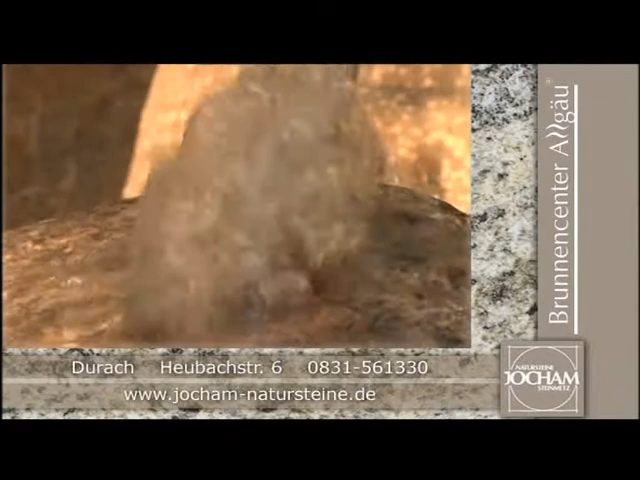 Brunnencenter Allgäu
Durach Heubachstr. 6 0831-561330
www.jocham-natursteine.de
NATURSTEINE
JOCHAM
STEINMETZ